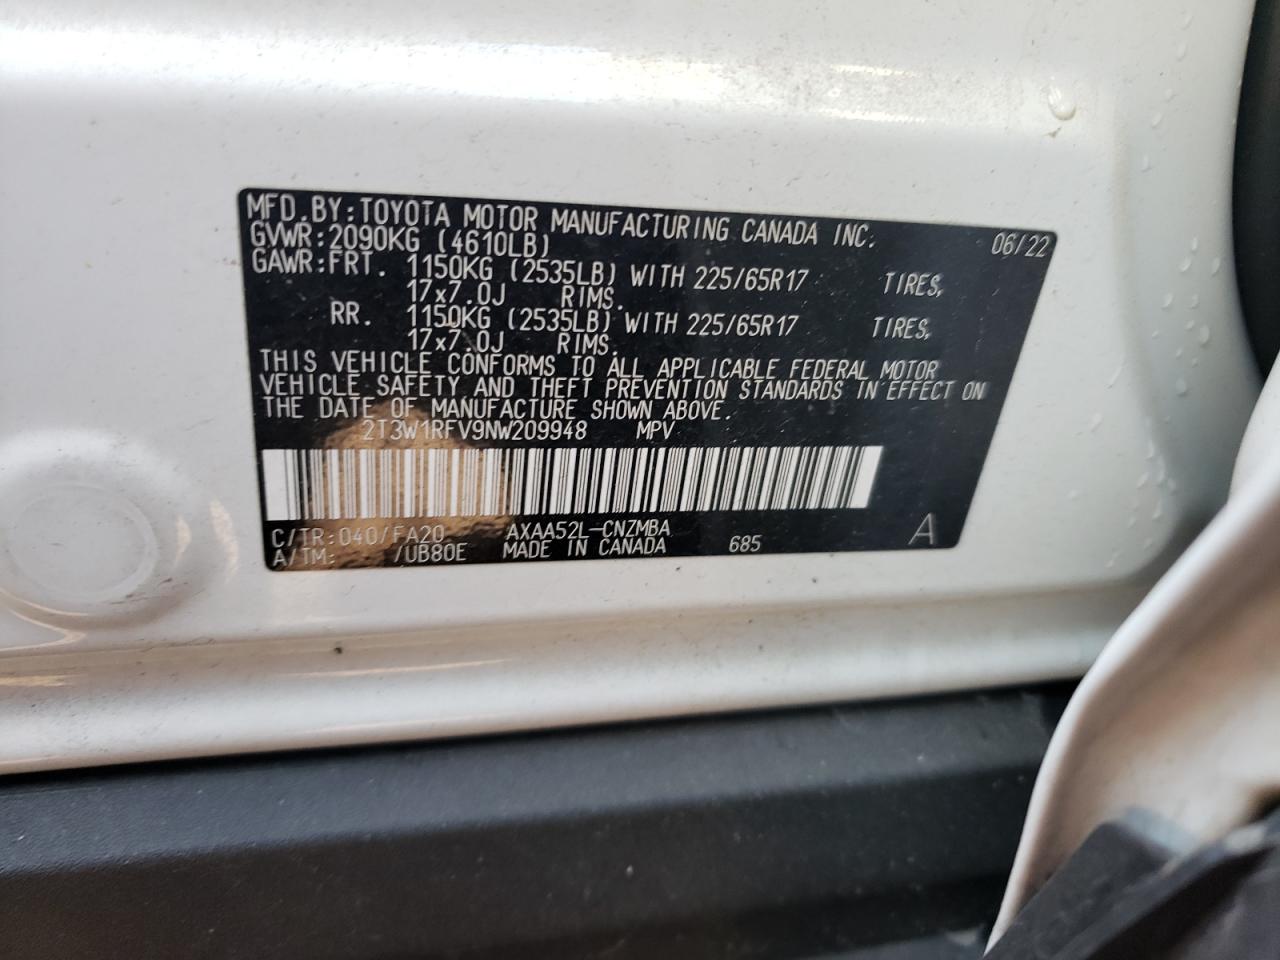 MFD.BY:TOYOTA MOTOR MANUFACTURING CANADA INC. 06/22
GVWR:2090KG (4610LB)
GAWR:FRT. 1150KG (2535LB) WITH 225/65R17 TIRES,
17x7.0J RIMS.
RR. 1150KG (2535LB) WITH 225/65R17 TIRES,
17x7.0J RIMS.
THIS VEHICLE CONFORMS TO ALL APPLICABLE FEDERAL MOTOR
VEHICLE SAFETY AND THEFT PREVENTION STANDARDS IN EFFECT ON
THE DATE OF MANUFACTURE SHOWN ABOVE.
2T3W1RFV9NW209948 MPV
C/TR:040/FA20 AXAA52L-CNZMBA
A/TM: /UB80E MADE IN CANADA 685 A